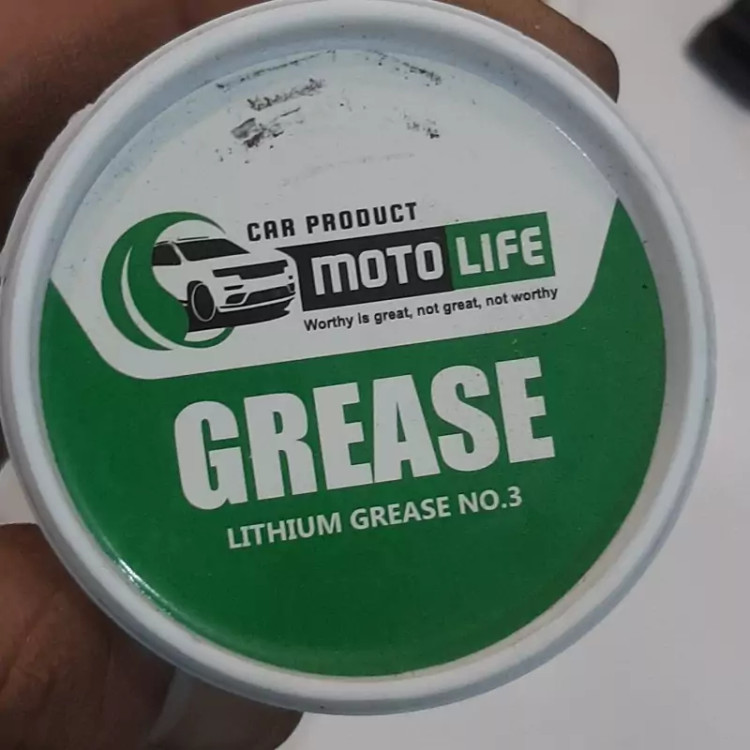 CAR PRODUCT
MOTO LIFE
Worthy is great, not great, not worthy
GREASE
LITHIUM GREASE NO.3